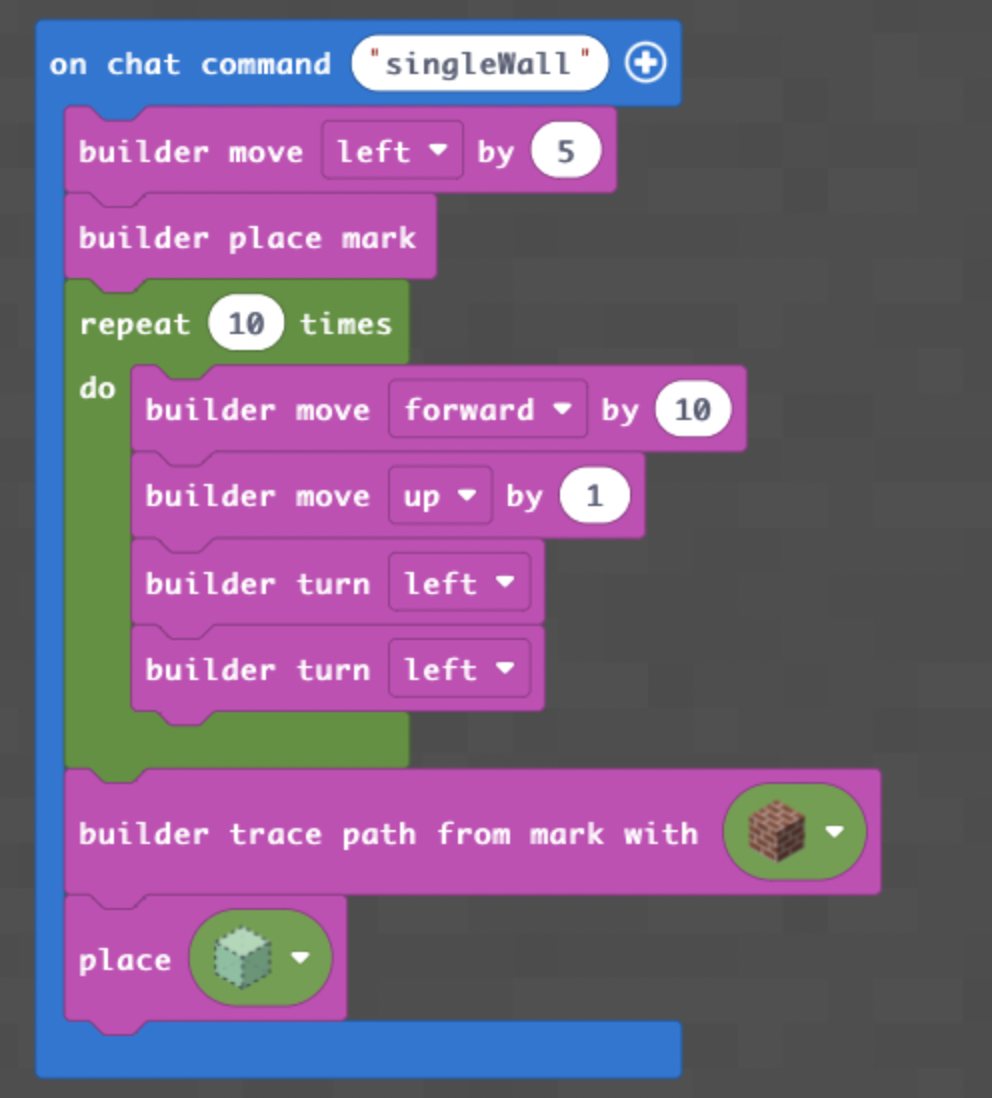 on chat command "singleWall"
builder move left by 5
builder place mark
repeat 10 times
do
builder move forward by 10
builder move up by 1
builder turn left
builder turn left
builder trace path from mark with
place